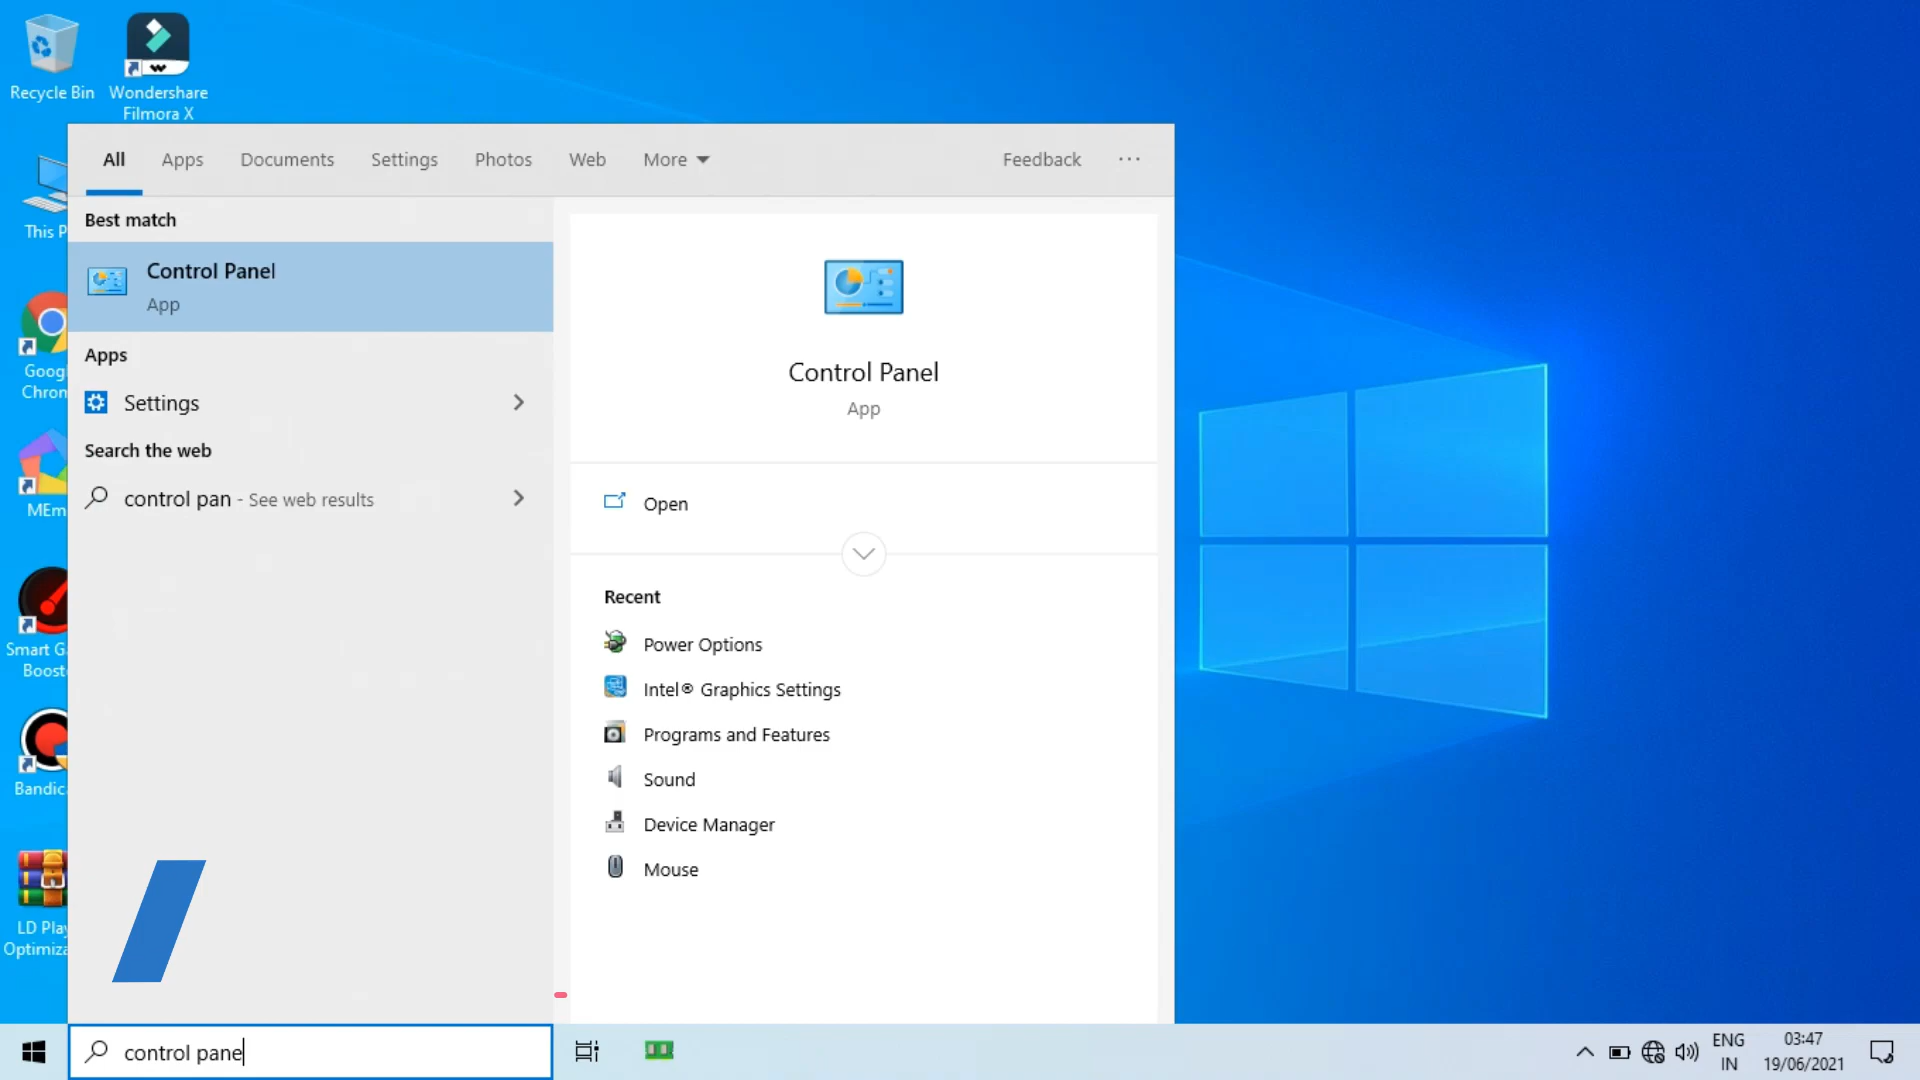 Recycle Bin
Wondershare
Filmora X
All
Apps
Documents
Settings
Photos
Web
More
Feedback
This P
Best match
Control Panel
App
Apps
Settings
Search the web
control pan - See web results
Control Panel
App
Open
Recent
Power Options
Intel® Graphics Settings
Programs and Features
Sound
Device Manager
Mouse
Goog
Chron
MEm
Smart Ga
Booste
Bandic
LD Play
Optimiza
control pane
ENG
IN
03:47
19/06/2021